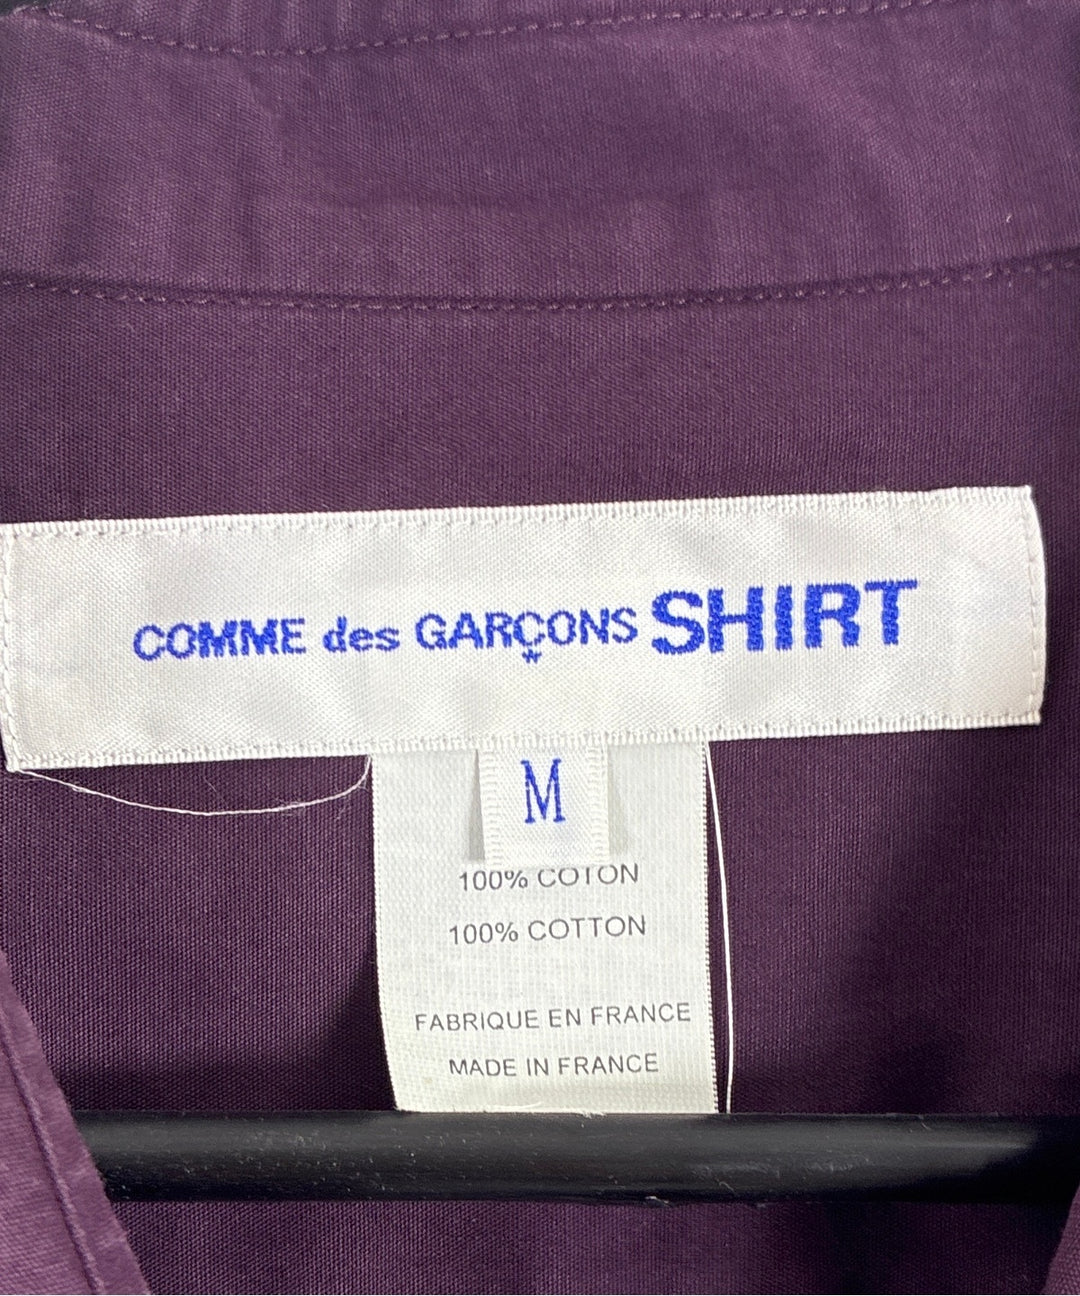 COMME des GARÇONS SHIRT
M
100% COTON
100% COTTON
FABRIQUE EN FRANCE
MADE IN FRANCE